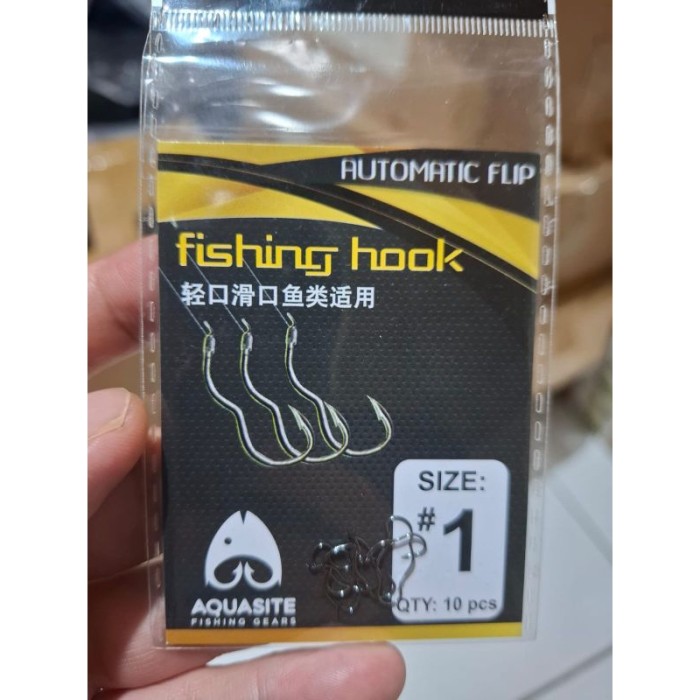 AUTOMATIC FLIP
fishing hook
轻口滑口鱼类适用
SIZE:
#1
QTY: 10 pcs
AQUASITE
FISHING GEARS